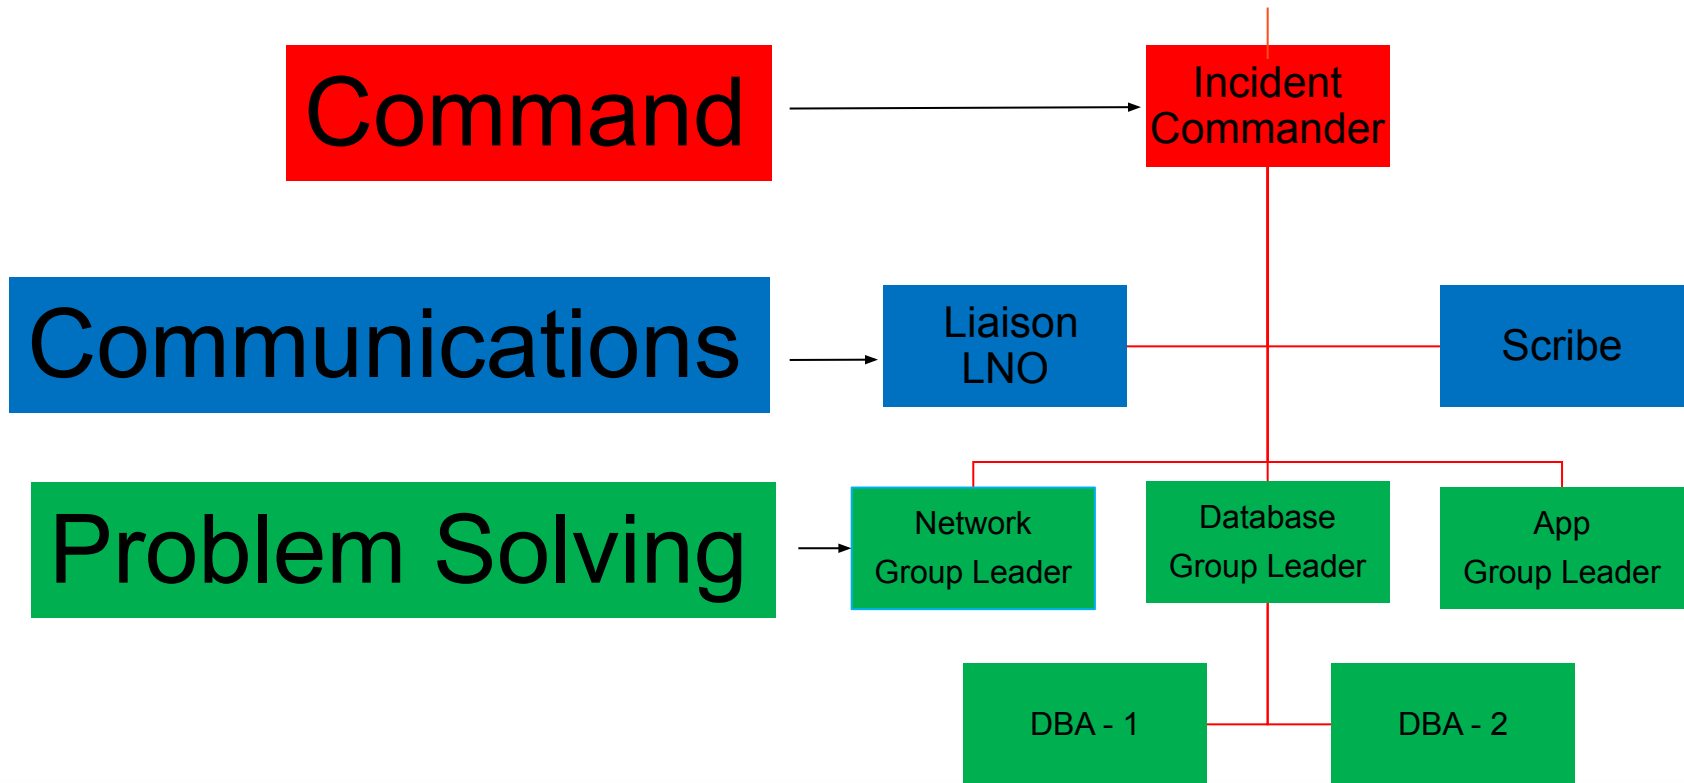 Command
Incident
Commander
Communications
Liaison
LNO
Scribe
Problem Solving
Network
Group Leader
Database
Group Leader
App
Group Leader
DBA - 1
DBA - 2